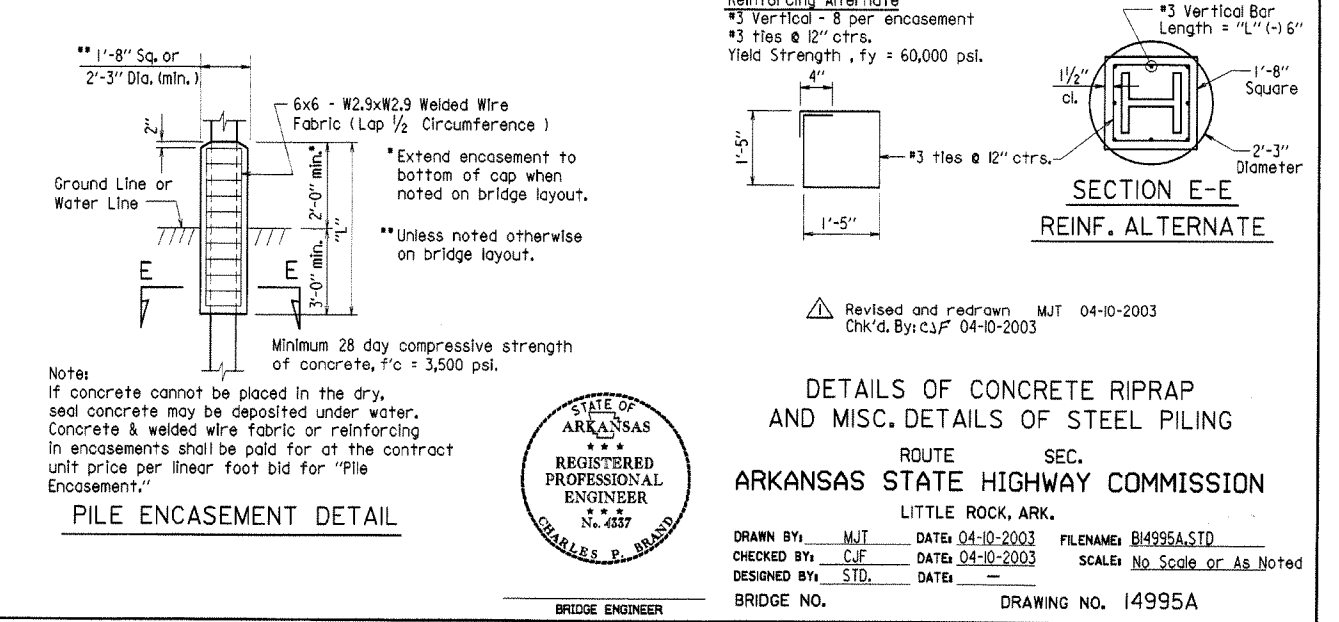 ** 1'-8" Sq. or
2'-3" Dia. (min.)
2"
6x6 - W2.9xW2.9 Welded Wire
Fabric (Lap 1/2 Circumference )
*Extend encasement to
bottom of cap when
noted on bridge layout.
**Unless noted otherwise
on bridge layout.
Ground Line or
Water Line
2'-0" min.*
3'-0" min.
"L"
E
E
Minimum 28 day compressive strength
of concrete, f'c = 3,500 psi.
Note:
If concrete cannot be placed in the dry,
seal concrete may be deposited under water.
Concrete & welded wire fabric or reinforcing
in encasements shall be paid for at the contract
unit price per linear foot bid for "Pile
Encasement."
PILE ENCASEMENT DETAIL
STATE OF
ARKANSAS
★ ★ ★
REGISTERED
PROFESSIONAL
ENGINEER
★ ★ ★
No. 4337
CHARLES P. BRAND
BRIDGE ENGINEER
Reinforcing Alternate
#3 Vertical - 8 per encasement
#3 ties @ 12" ctrs.
Yield Strength , fy = 60,000 psi.
4"
1'-5"
1'-5"
#3 ties @ 12" ctrs.
#3 Vertical Bar
Length = "L" (-) 6"
1 1/2"
cl.
1'-8"
Square
2'-3"
Diameter
SECTION E-E
REINF. ALTERNATE
1 Revised and redrawn MJT 04-10-2003
Chk'd. By: CJF 04-10-2003
DETAILS OF CONCRETE RIPRAP
AND MISC. DETAILS OF STEEL PILING
ROUTE SEC.
ARKANSAS STATE HIGHWAY COMMISSION
LITTLE ROCK, ARK.
DRAWN BY: MJT DATE: 04-10-2003 FILENAME: B14995A.STD
CHECKED BY: CJF DATE: 04-10-2003 SCALE: No Scale or As Noted
DESIGNED BY: STD. DATE: —
BRIDGE NO. DRAWING NO. 14995A